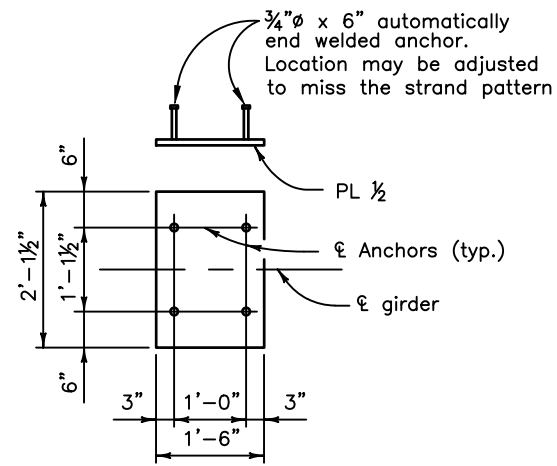 ¾"ø x 6" automatically
end welded anchor.
Location may be adjusted
to miss the strand pattern
6"
PL ½
2'-1½"
1'-1½"
℄ Anchors (typ.)
℄ girder
6"
3"
1'-0"
3"
1'-6"